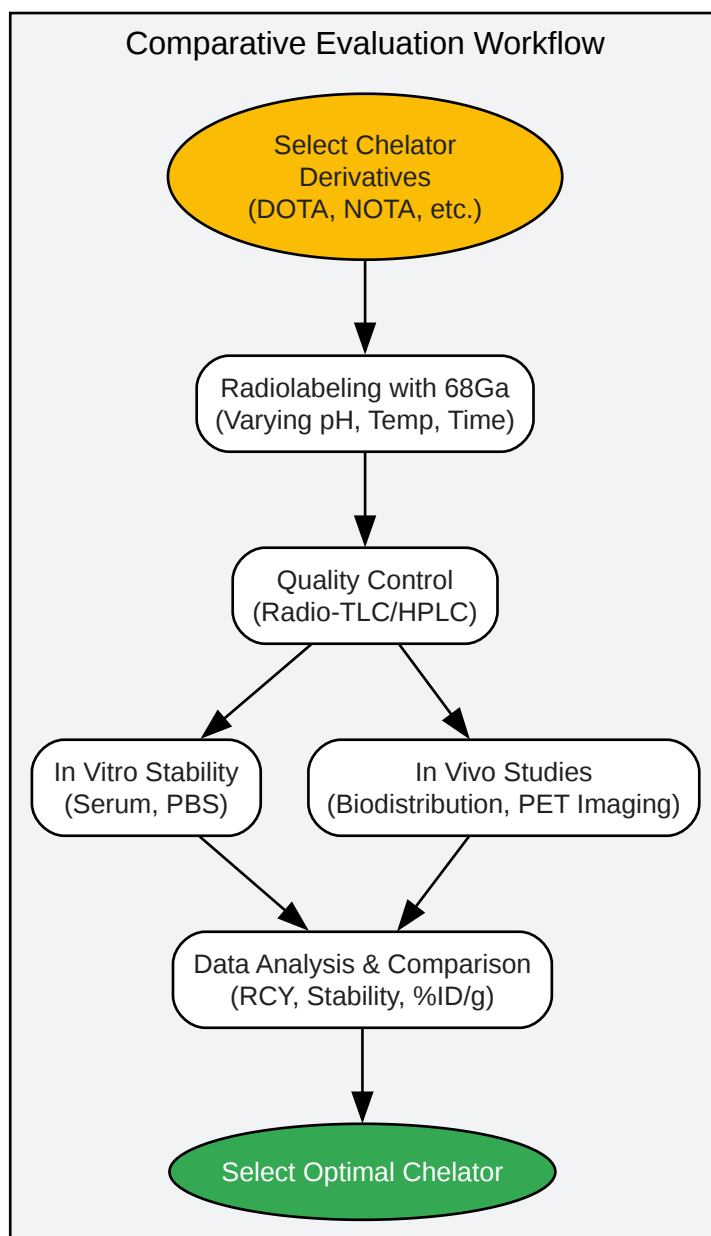 Comparative Evaluation Workflow
Select Chelator
Derivatives
(DOTA, NOTA, etc.)
Radiolabeling with 68Ga
(Varying pH, Temp, Time)
Quality Control
(Radio-TLC/HPLC)
In Vitro Stability
(Serum, PBS)
In Vivo Studies
(Biodistribution, PET Imaging)
Data Analysis & Comparison
(RCY, Stability, %ID/g)
Select Optimal Chelator